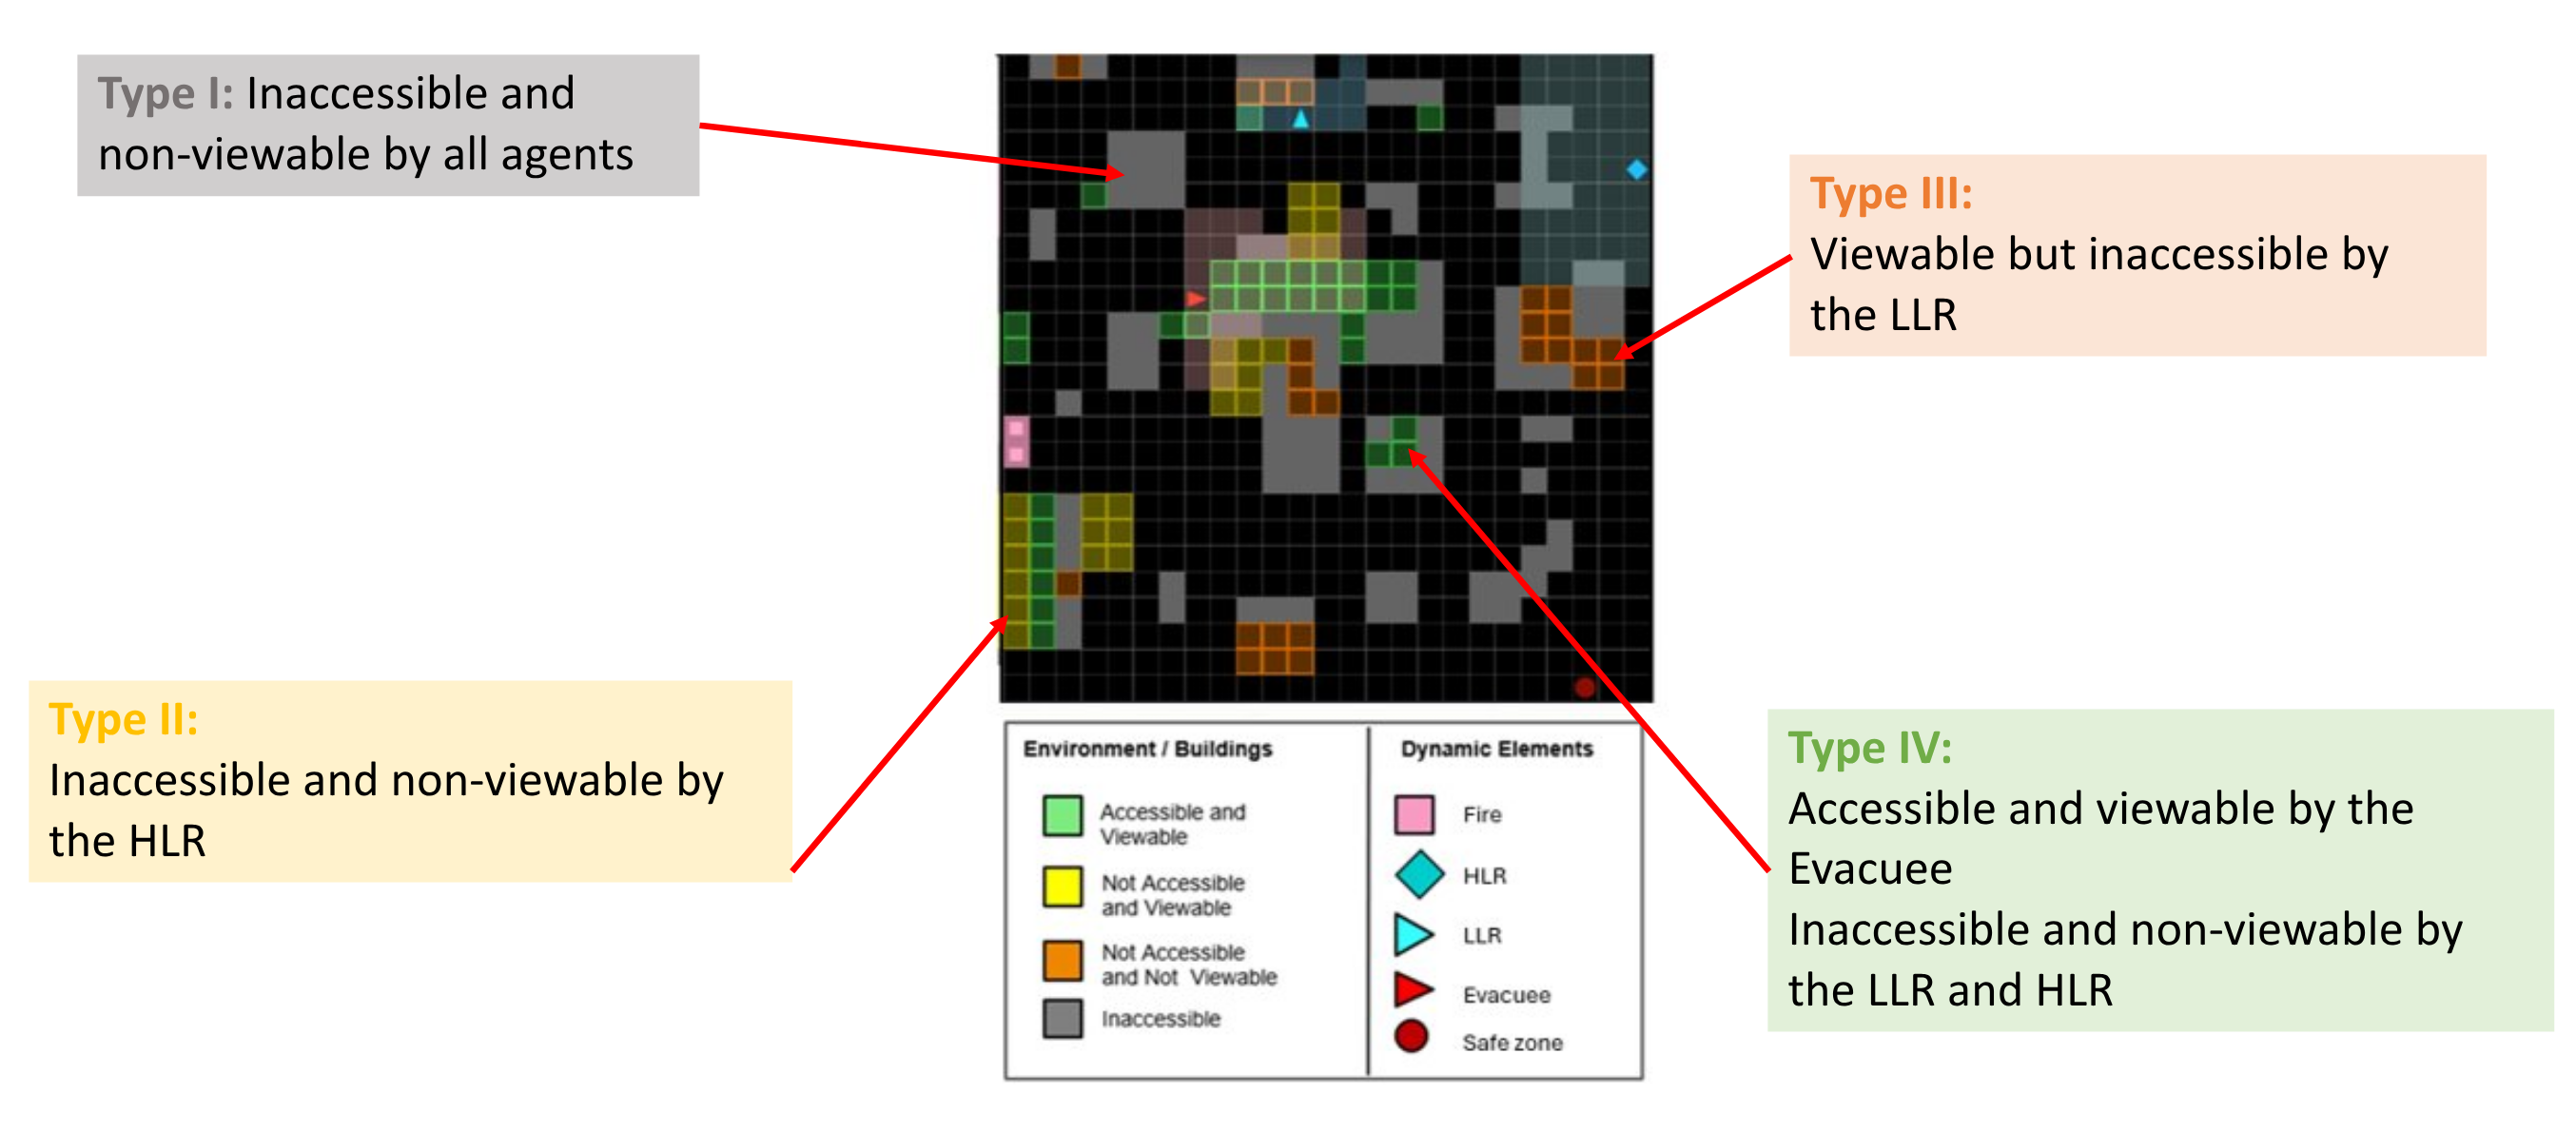 Type I: Inaccessible and
non-viewable by all agents
Type III:
Viewable but inaccessible by
the LLR
Type II:
Inaccessible and non-viewable by
the HLR
Type IV:
Accessible and viewable by the
Evacuee
Inaccessible and non-viewable by
the LLR and HLR
Environment / Buildings
Accessible and
Viewable
Not Accessible
and Viewable
Not Accessible
and Not Viewable
Inaccessible
Dynamic Elements
Fire
HLR
LLR
Evacuee
Safe zone